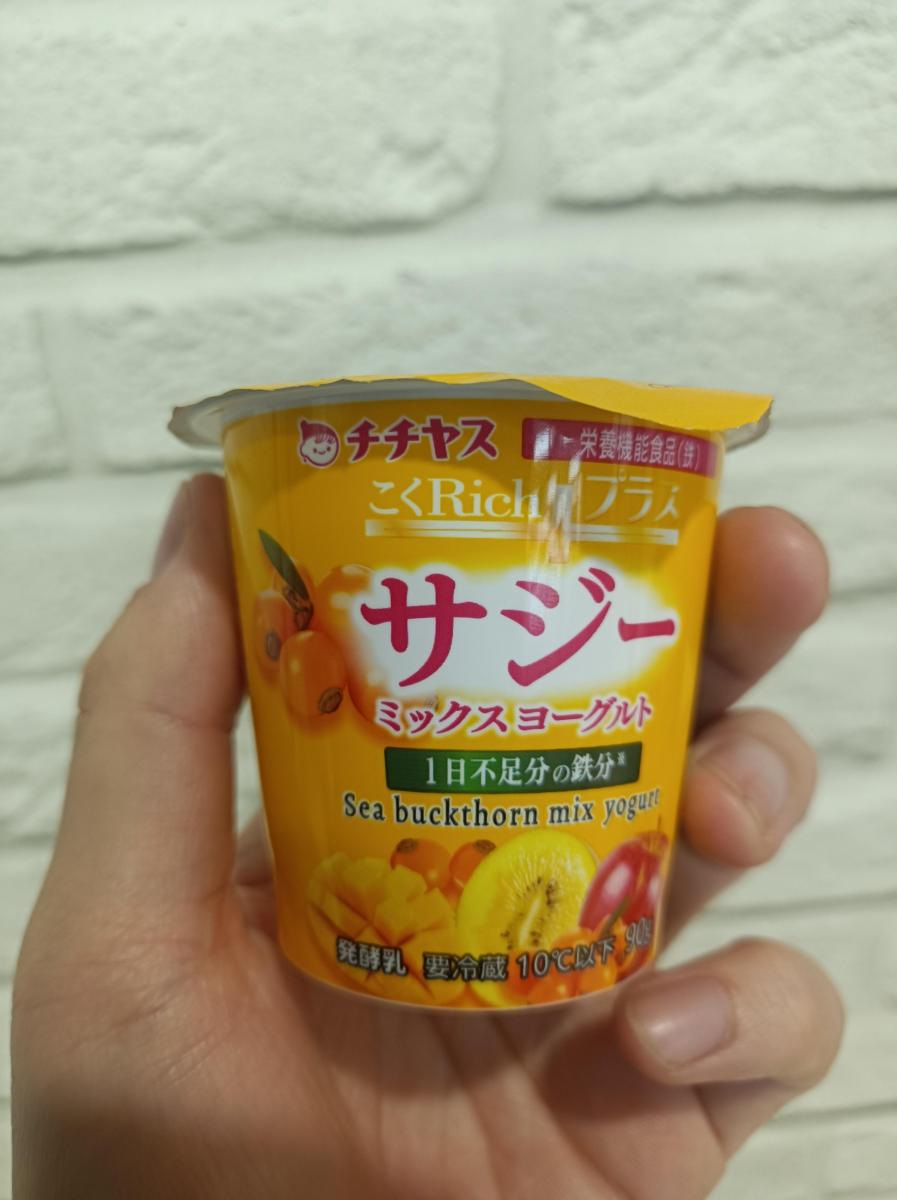 チチヤス
栄養機能食品(鉄)
こくRich プラス
サジー
ミックスヨーグルト
1日不足分の鉄分※
Sea buckthorn mix yogurt
発酵乳 要冷蔵 10℃以下 90g